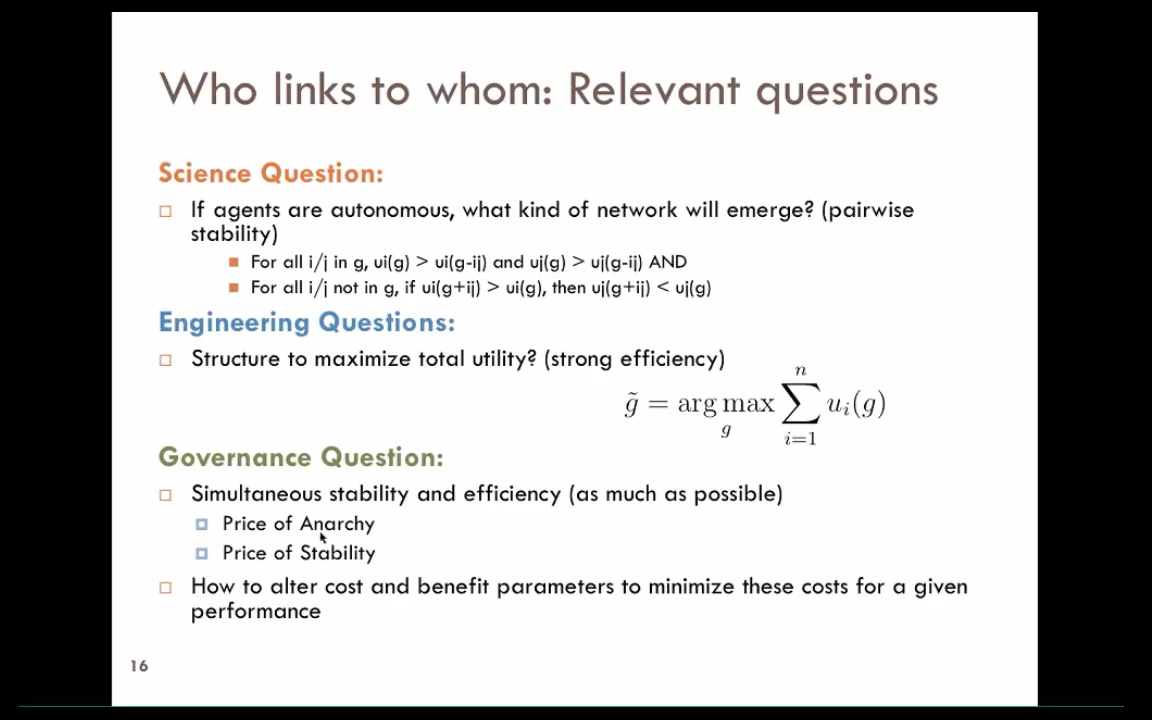 Who links to whom: Relevant questions
Science Question:
If agents are autonomous, what kind of network will emerge? (pairwise
stability)
For all i/j in g, ui(g) > ui(g-ij) and uj(g) > uj(g-ij) AND
For all i/j not in g, if ui(g+ij) > ui(g), then uj(g+ij) < uj(g)
Engineering Questions:
Structure to maximize total utility? (strong efficiency)
g̃ = arg max_g ∑_{i=1}^{n} u_i(g)
Governance Question:
Simultaneous stability and efficiency (as much as possible)
Price of Anarchy
Price of Stability
How to alter cost and benefit parameters to minimize these costs for a given
performance
16